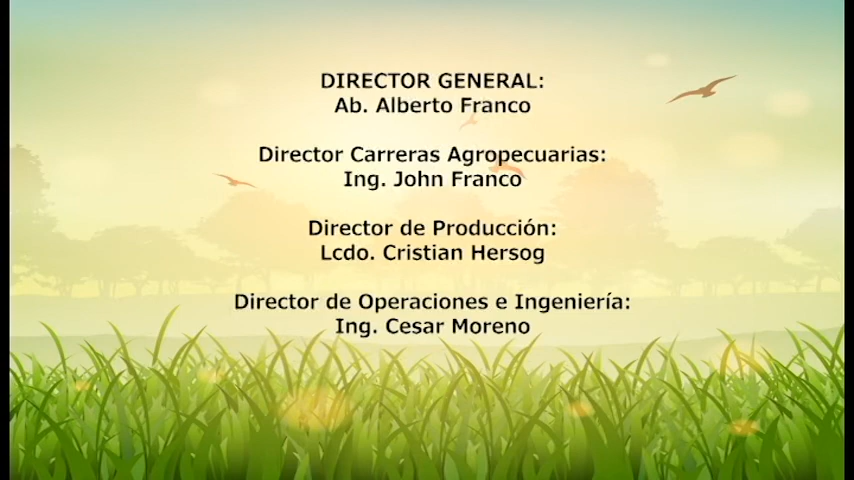 DIRECTOR GENERAL:
Ab. Alberto Franco
Director Carreras Agropecuarias:
Ing. John Franco
Director de Producción:
Lcdo. Cristian Hersog
Director de Operaciones e Ingeniería:
Ing. Cesar Moreno